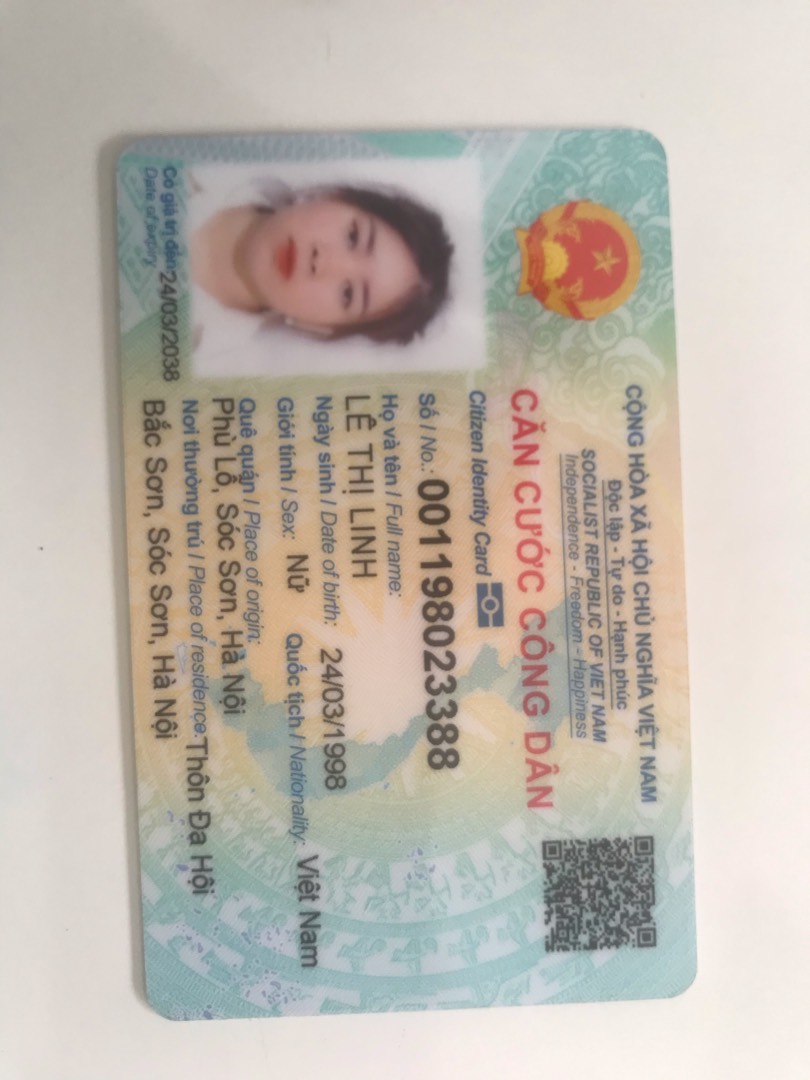 CỘNG HÒA XÃ HỘI CHỦ NGHĨA VIỆT NAM
Độc lập - Tự do - Hạnh phúc
SOCIALIST REPUBLIC OF VIET NAM
Independence - Freedom - Happiness
CĂN CƯỚC CÔNG DÂN
Citizen Identity Card
Số / No.: 001198023388
Họ và tên / Full name:
LÊ THỊ LINH
Ngày sinh / Date of birth: 24/03/1998
Giới tính / Sex: Nữ Quốc tịch / Nationality: Việt Nam
Quê quán / Place of origin:
Phù Lỗ, Sóc Sơn, Hà Nội
Nơi thường trú / Place of residence: Thôn Đa Hội
Bắc Sơn, Sóc Sơn, Hà Nội
Có giá trị đến: 24/03/2038
Date of expiry